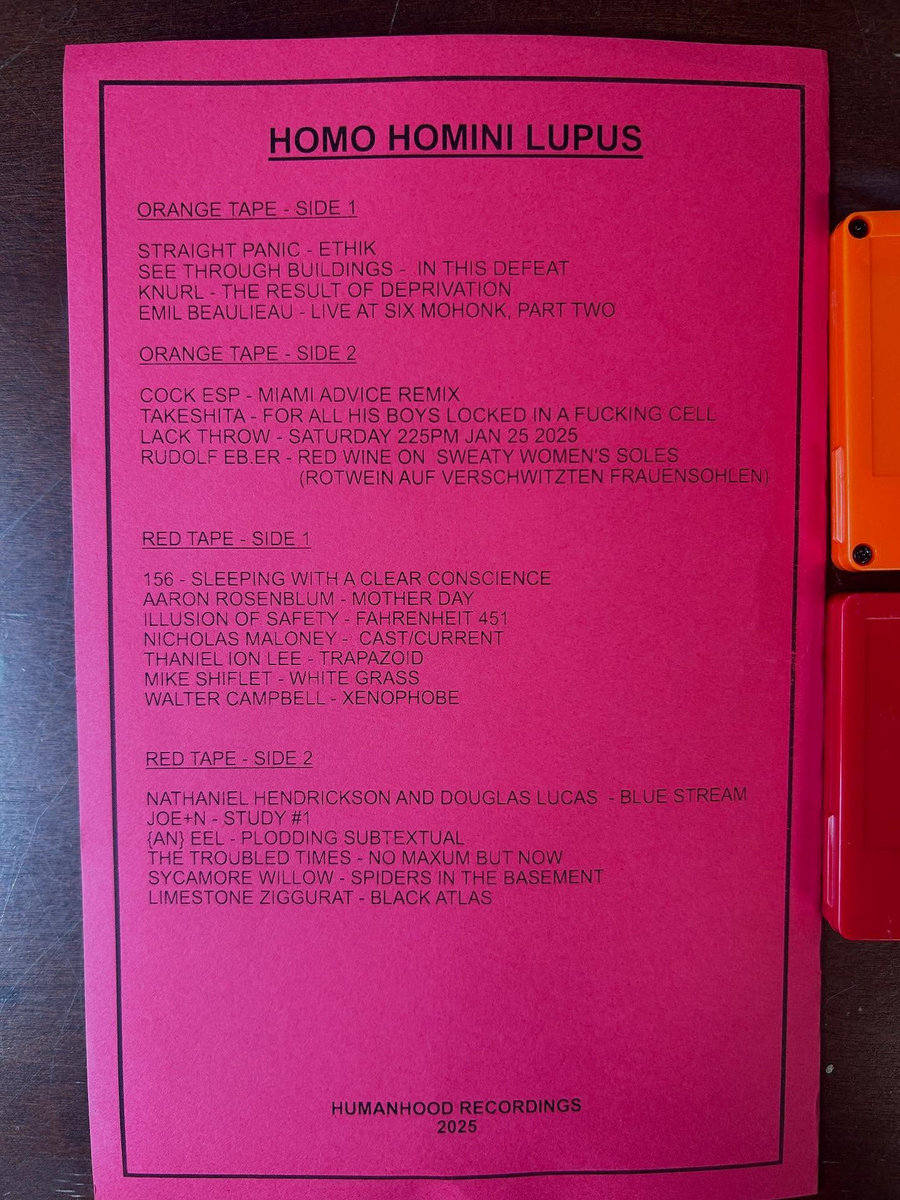 HOMO HOMINI LUPUS
ORANGE TAPE - SIDE 1
STRAIGHT PANIC - ETHIK
SEE THROUGH BUILDINGS - IN THIS DEFEAT
KNURL - THE RESULT OF DEPRIVATION
EMIL BEAULIEAU - LIVE AT SIX MOHONK, PART TWO
ORANGE TAPE - SIDE 2
COCK ESP - MIAMI ADVICE REMIX
TAKESHITA - FOR ALL HIS BOYS LOCKED IN A FUCKING CELL
LACK THROW - SATURDAY 225PM JAN 25 2025
RUDOLF EB.ER - RED WINE ON SWEATY WOMEN'S SOLES
(ROTWEIN AUF VERSCHWITZTEN FRAUENSOHLEN)
RED TAPE - SIDE 1
156 - SLEEPING WITH A CLEAR CONSCIENCE
AARON ROSENBLUM - MOTHER DAY
ILLUSION OF SAFETY - FAHRENHEIT 451
NICHOLAS MALONEY - CAST/CURRENT
THANIEL ION LEE - TRAPAZOID
MIKE SHIFLET - WHITE GRASS
WALTER CAMPBELL - XENOPHOBE
RED TAPE - SIDE 2
NATHANIEL HENDRICKSON AND DOUGLAS LUCAS - BLUE STREAM
JOE+N - STUDY #1
{AN} EEL - PLODDING SUBTEXTUAL
THE TROUBLED TIMES - NO MAXUM BUT NOW
SYCAMORE WILLOW - SPIDERS IN THE BASEMENT
LIMESTONE ZIGGURAT - BLACK ATLAS
HUMANHOOD RECORDINGS
2025